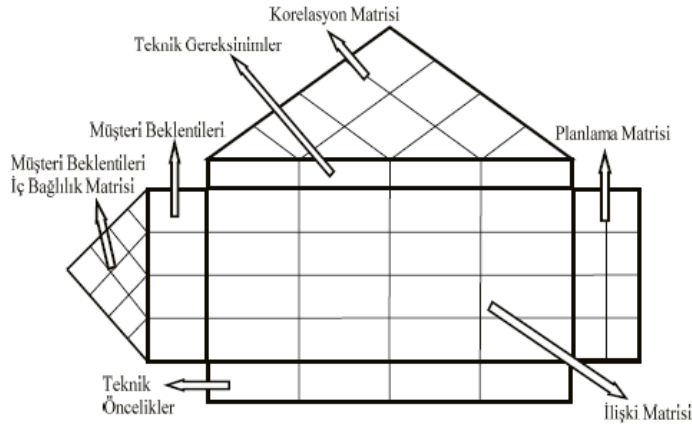 Korelasyon Matrisi
Teknik Gereksinimler
Müşteri Beklentileri
Planlama Matrisi
Müşteri Beklentileri
İç Bağlılık Matrisi
Teknik
Öncelikler
İlişki Matrisi